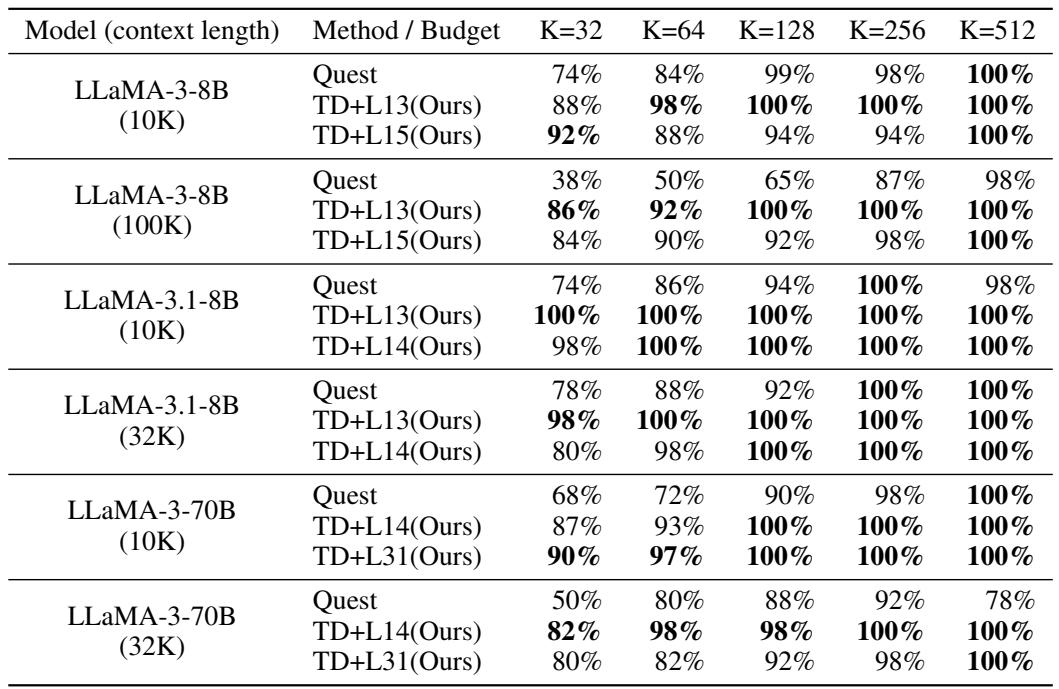 Model (context length) Method / Budget K=32 K=64 K=128 K=256 K=512
LLaMA-3-8B (10K)
Quest 74% 84% 99% 98% 100%
TD+L13(Ours) 88% 98% 100% 100% 100%
TD+L15(Ours) 92% 88% 94% 94% 100%
LLaMA-3-8B (100K)
Quest 38% 50% 65% 87% 98%
TD+L13(Ours) 86% 92% 100% 100% 100%
TD+L15(Ours) 84% 90% 92% 98% 100%
LLaMA-3.1-8B (10K)
Quest 74% 86% 94% 100% 98%
TD+L13(Ours) 100% 100% 100% 100% 100%
TD+L14(Ours) 98% 100% 100% 100% 100%
LLaMA-3.1-8B (32K)
Quest 78% 88% 92% 100% 100%
TD+L13(Ours) 98% 100% 100% 100% 100%
TD+L14(Ours) 80% 98% 100% 100% 100%
LLaMA-3-70B (10K)
Quest 68% 72% 90% 98% 100%
TD+L14(Ours) 87% 93% 100% 100% 100%
TD+L31(Ours) 90% 97% 100% 100% 100%
LLaMA-3-70B (32K)
Quest 50% 80% 88% 92% 78%
TD+L14(Ours) 82% 98% 98% 100% 100%
TD+L31(Ours) 80% 82% 92% 98% 100%